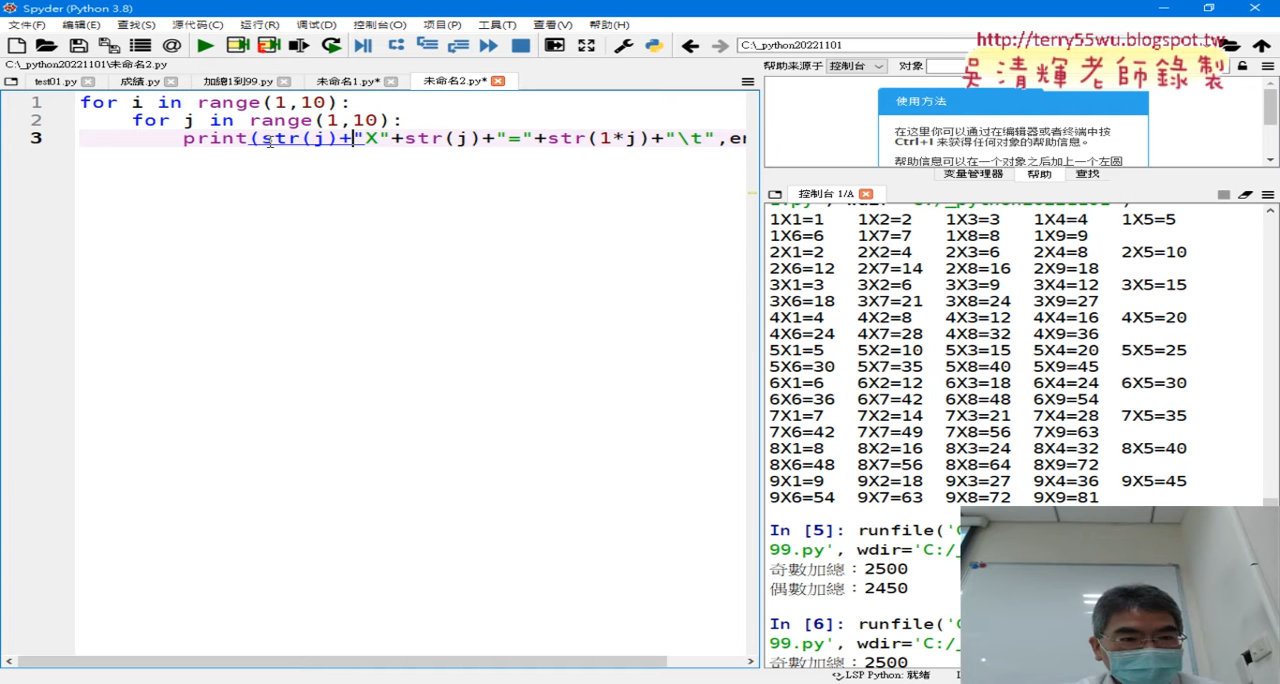 Spyder (Python 3.8)
文件(F) 编辑(E) 查找(S) 源代码(C) 运行(R) 调试(D) 控制台(O) 项目(P) 工具(T) 查看(V) 帮助(H)
C:\_python20221101
http://terry55wu.blogspot.tw
吳清輝老師錄製
C:\_python20221101\未命名2.py
帮助来源于 控制台 对象
test01.py 成績.py 加總1到99.py 未命名1.py* 未命名2.py*
1 for i in range(1,10):
2 for j in range(1,10):
3 print(str(j)+"X"+str(j)+"="+str(1*j)+"\t",en
使用方法
在这里你可以通过在编辑器或者终端中按
Ctrl+I 来获得任何对象的帮助信息。
帮助信息可以在一个对象之后加上一个左圆
变量管理器 帮助 查找
控制台 1/A
1X1=1 1X2=2 1X3=3 1X4=4 1X5=5
1X6=6 1X7=7 1X8=8 1X9=9
2X1=2 2X2=4 2X3=6 2X4=8 2X5=10
2X6=12 2X7=14 2X8=16 2X9=18
3X1=3 3X2=6 3X3=9 3X4=12 3X5=15
3X6=18 3X7=21 3X8=24 3X9=27
4X1=4 4X2=8 4X3=12 4X4=16 4X5=20
4X6=24 4X7=28 4X8=32 4X9=36
5X1=5 5X2=10 5X3=15 5X4=20 5X5=25
5X6=30 5X7=35 5X8=40 5X9=45
6X1=6 6X2=12 6X3=18 6X4=24 6X5=30
6X6=36 6X7=42 6X8=48 6X9=54
7X1=7 7X2=14 7X3=21 7X4=28 7X5=35
7X6=42 7X7=49 7X8=56 7X9=63
8X1=8 8X2=16 8X3=24 8X4=32 8X5=40
8X6=48 8X7=56 8X8=64 8X9=72
9X1=9 9X2=18 9X3=27 9X4=36 9X5=45
9X6=54 9X7=63 9X8=72 9X9=81
In [5]: runfile('C
99.py', wdir='C:/_
奇數加總：2500
偶數加總：2450
In [6]: runfile('C
99.py', wdir='C:/_
奇數加總：2500
LSP Python: 就绪